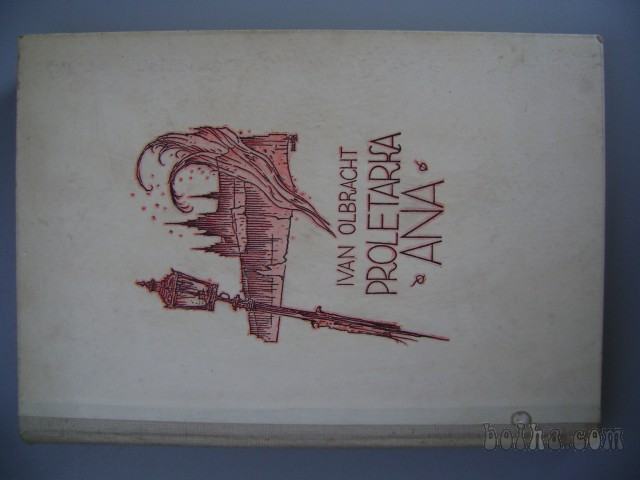 IVAN OLBRACHT
PROLETARKA
ANA
bolha.com